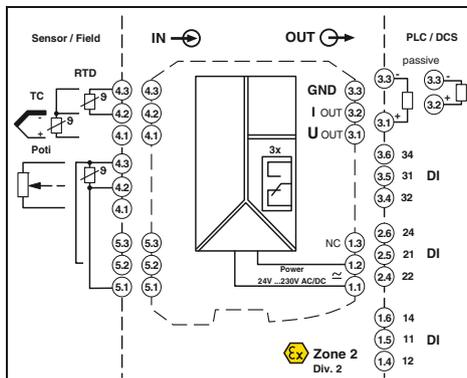 Sensor / Field
IN
OUT
PLC / DCS
passive
RTD
TC
ϑ
ϑ
4.3
4.2
4.1
4.3
4.2
4.1
GND
3.3
I OUT
3.2
U OUT
3.1
3.3
-
3.1
+
3.3
-
3.2
+
-
+
Poti
ϑ
4.3
4.2
4.1
3x
3.6
34
3.5
31
DI
3.4
32
5.3
5.2
5.1
5.3
5.2
5.1
NC
1.3
1.2
1.1
Power
24V ...230V AC/DC
2.6
24
2.5
21
DI
2.4
22
Ex
Zone 2
Div. 2
1.6
14
1.5
11
DI
1.4
12